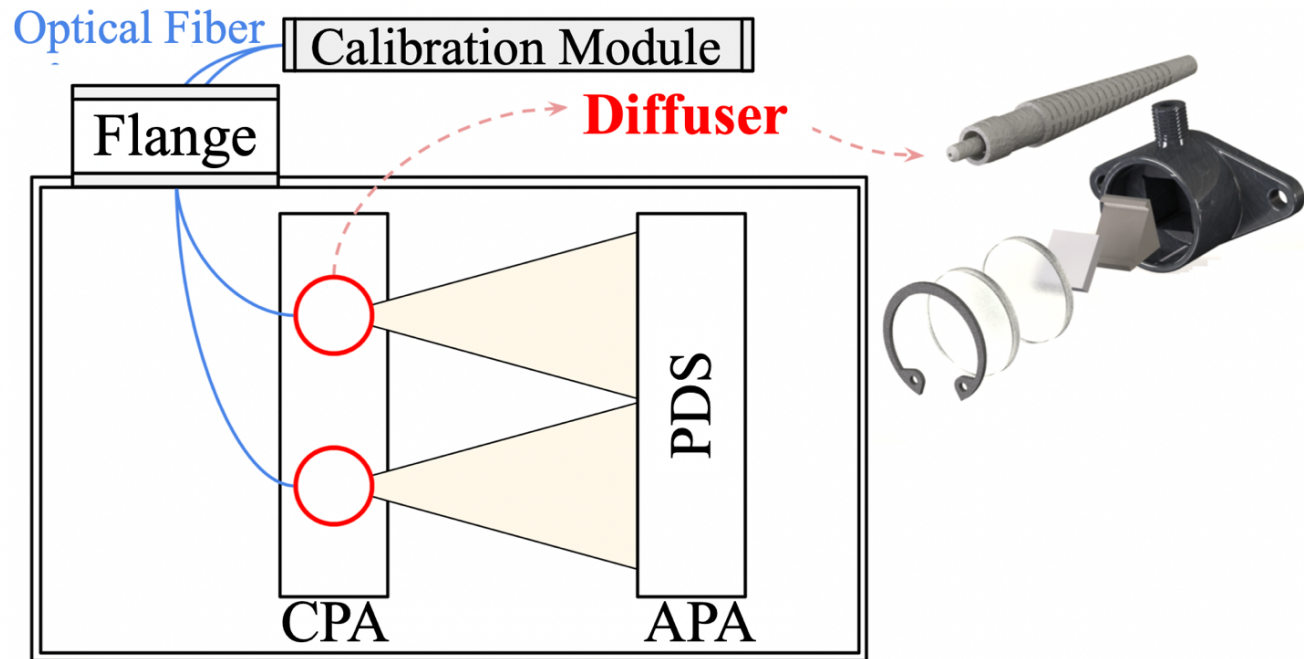 Optical Fiber
Calibration Module
Flange
Diffuser
PDS
CPA
APA